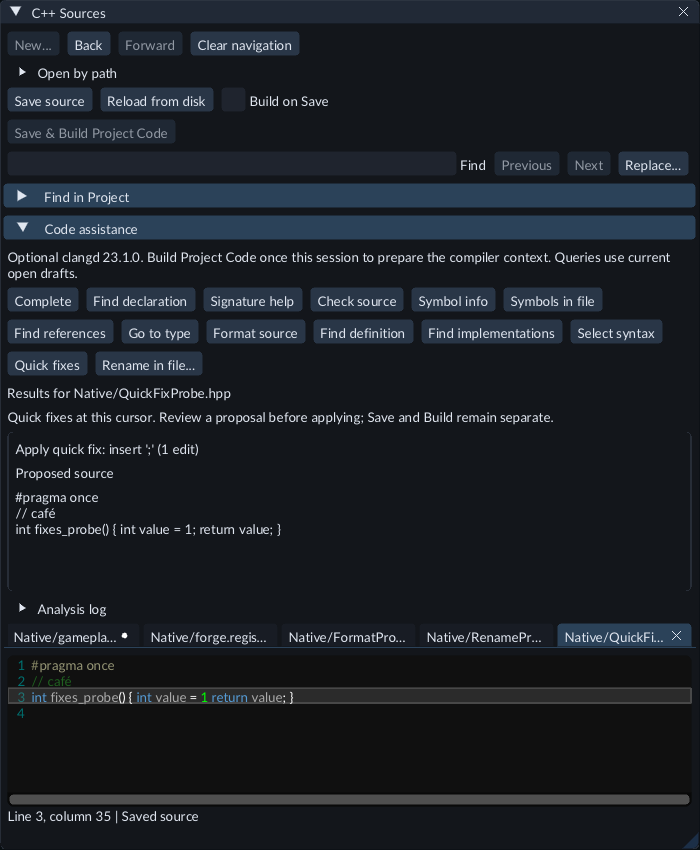 C++ Sources
New... Back Forward Clear navigation
Open by path
Save source Reload from disk Build on Save
Save & Build Project Code
Find Previous Next Replace...
Find in Project
Code assistance
Optional clangd 23.1.0. Build Project Code once this session to prepare the compiler context. Queries use current
open drafts.
Complete Find declaration Signature help Check source Symbol info Symbols in file
Find references Go to type Format source Find definition Find implementations Select syntax
Quick fixes Rename in file...
Results for Native/QuickFixProbe.hpp
Quick fixes at this cursor. Review a proposal before applying; Save and Build remain separate.
Apply quick fix: insert ';' (1 edit)
Proposed source
#pragma once
// café
int fixes_probe() { int value = 1; return value; }
Analysis log
Native/gamepla... Native/forge.regis... Native/FormatPro... Native/RenamePr... Native/QuickFi...
1 #pragma once
2 // café
3 int fixes_probe() { int value = 1 return value; }
4
Line 3, column 35 | Saved source